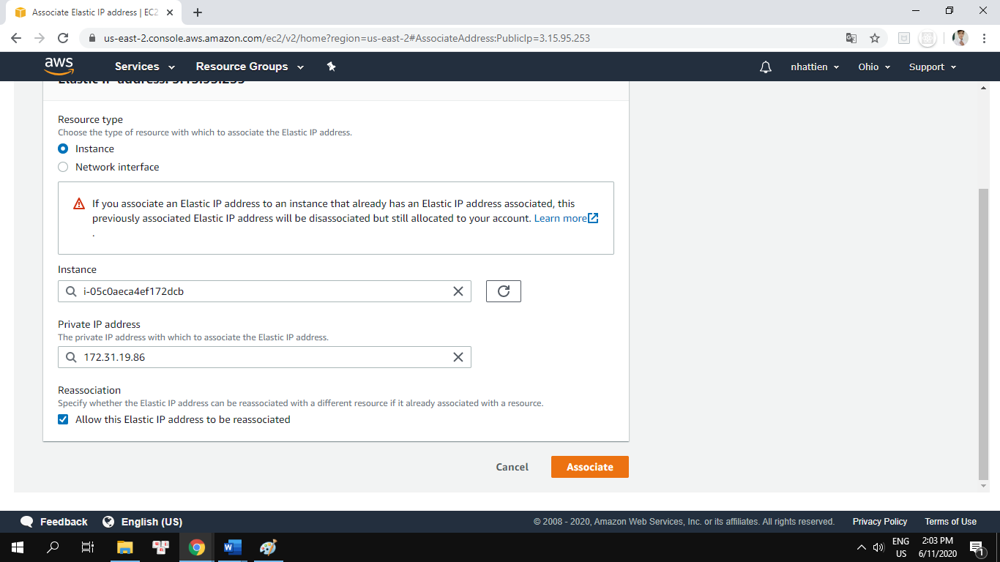 Associate Elastic IP address | EC2
us-east-2.console.aws.amazon.com/ec2/v2/home?region=us-east-2#AssociateAddress:PublicIp=3.15.95.253
aws Services Resource Groups nhattien Ohio Support
Elastic IP address: 3.15.95.253
Resource type
Choose the type of resource with which to associate the Elastic IP address.
Instance
Network interface
If you associate an Elastic IP address to an instance that already has an Elastic IP address associated, this
previously associated Elastic IP address will be disassociated but still allocated to your account. Learn more
.
Instance
i-05c0aeca4ef172dcb
Private IP address
The private IP address with which to associate the Elastic IP address.
172.31.19.86
Reassociation
Specify whether the Elastic IP address can be reassociated with a different resource if it already associated with a resource.
Allow this Elastic IP address to be reassociated
Cancel Associate
Feedback English (US) © 2008 - 2020, Amazon Web Services, Inc. or its affiliates. All rights reserved. Privacy Policy Terms of Use
ENG 2:03 PM
US 6/11/2020 1